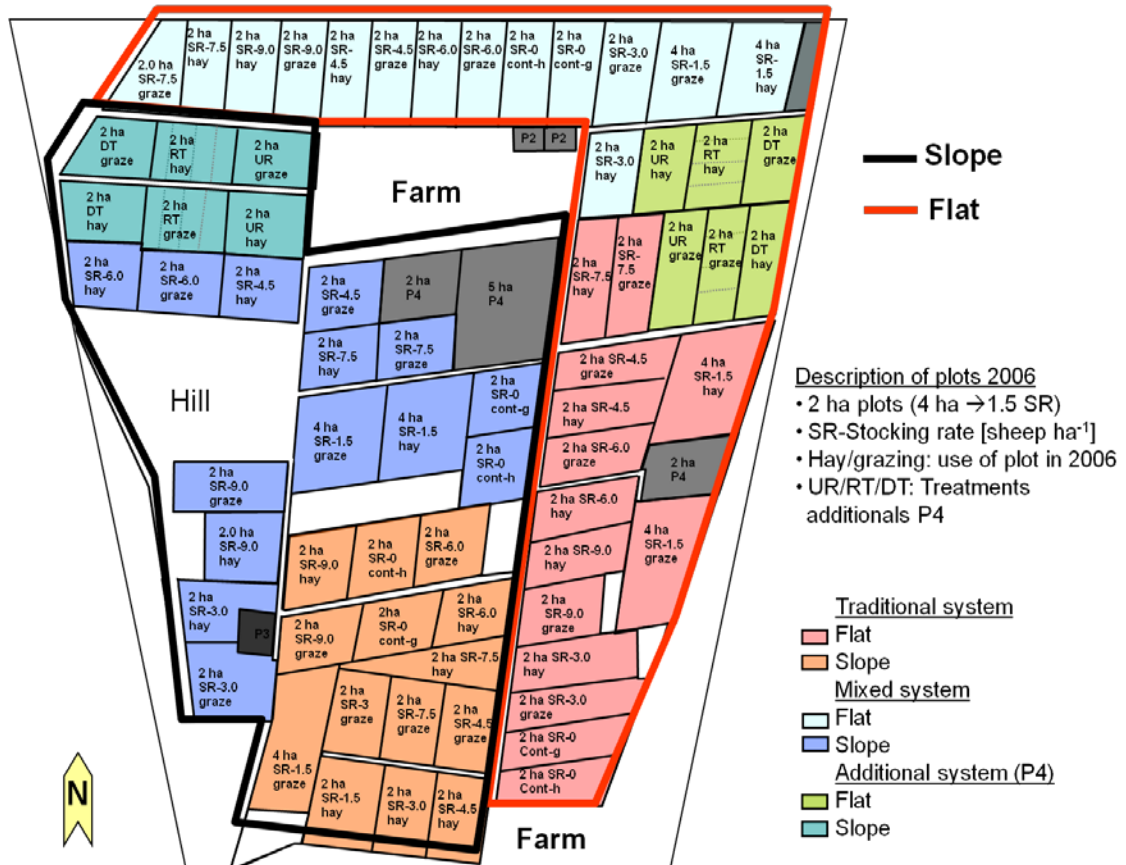 2.0 ha
SR-7.5
graze
2 ha
SR-7.5
hay
2 ha
SR-9.0
hay
2 ha
SR-9.0
graze
2 ha
SR-
4.5
hay
2 ha
SR-4.5
graze
2 ha
SR-6.0
hay
2 ha
SR-6.0
graze
2 ha
SR-0
cont-h
2 ha
SR-0
cont-g
2 ha
SR-3.0
graze
4 ha
SR-1.5
graze
4 ha
SR-
1.5
hay
2 ha
DT
graze
2 ha
RT
hay
2 ha
UR
graze
P2
P2
2 ha
SR-3.0
hay
2 ha
UR
hay
2 ha
RT
hay
2 ha
DT
graze
Slope
Flat
Farm
2 ha
DT
hay
2 ha
RT
graze
2 ha
UR
hay
2 ha
SR-7.5
hay
2 ha
SR-
7.5
graze
2 ha
UR
graze
2 ha
RT
graze
2 ha
DT
hay
2 ha
SR-6.0
hay
2 ha
SR-6.0
graze
2 ha
SR-4.5
hay
2 ha
SR-4.5
graze
2 ha
P4
5 ha
P4
2 ha
SR-7.5
hay
2 ha
SR-7.5
graze
2 ha SR-4.5
graze
4 ha
SR-1.5
hay
2 ha SR-4.5
hay
2 ha SR-6.0
graze
2 ha
P4
Hill
4 ha
SR-1.5
graze
4 ha
SR-1.5
hay
2 ha
SR-0
cont-g
2 ha
SR-0
cont-h
Description of plots 2006
• 2 ha plots (4 ha →1.5 SR)
• SR-Stocking rate [sheep ha-1]
• Hay/grazing: use of plot in 2006
• UR/RT/DT: Treatments
additionals P4
2 ha
SR-9.0
graze
2.0 ha
SR-9.0
hay
2 ha
SR-3.0
hay
P3
2 ha
SR-3.0
graze
2 ha SR-6.0
hay
2 ha SR-9.0
hay
4 ha
SR-1.5
graze
2 ha
SR-9.0
graze
2 ha
SR-9.0
hay
2 ha
SR-0
cont-h
2 ha
SR-6.0
graze
2 ha
SR-9.0
graze
2ha
SR-0
cont-g
2 ha
SR-6.0
hay
2 ha SR-7.5
hay
2 ha SR-3.0
hay
2 ha SR-3.0
graze
2 ha SR-0
Cont-g
2 ha SR-0
Cont-h
4 ha
SR-1.5
graze
2 ha
SR-3
graze
2 ha
SR-7.5
graze
2 ha
SR-4.5
graze
2 ha
SR-1.5
hay
2 ha
SR-3.0
hay
2 ha
SR-4.5
hay
Traditional system
Flat
Slope
Mixed system
Flat
Slope
Additional system (P4)
Flat
Slope
N
Farm